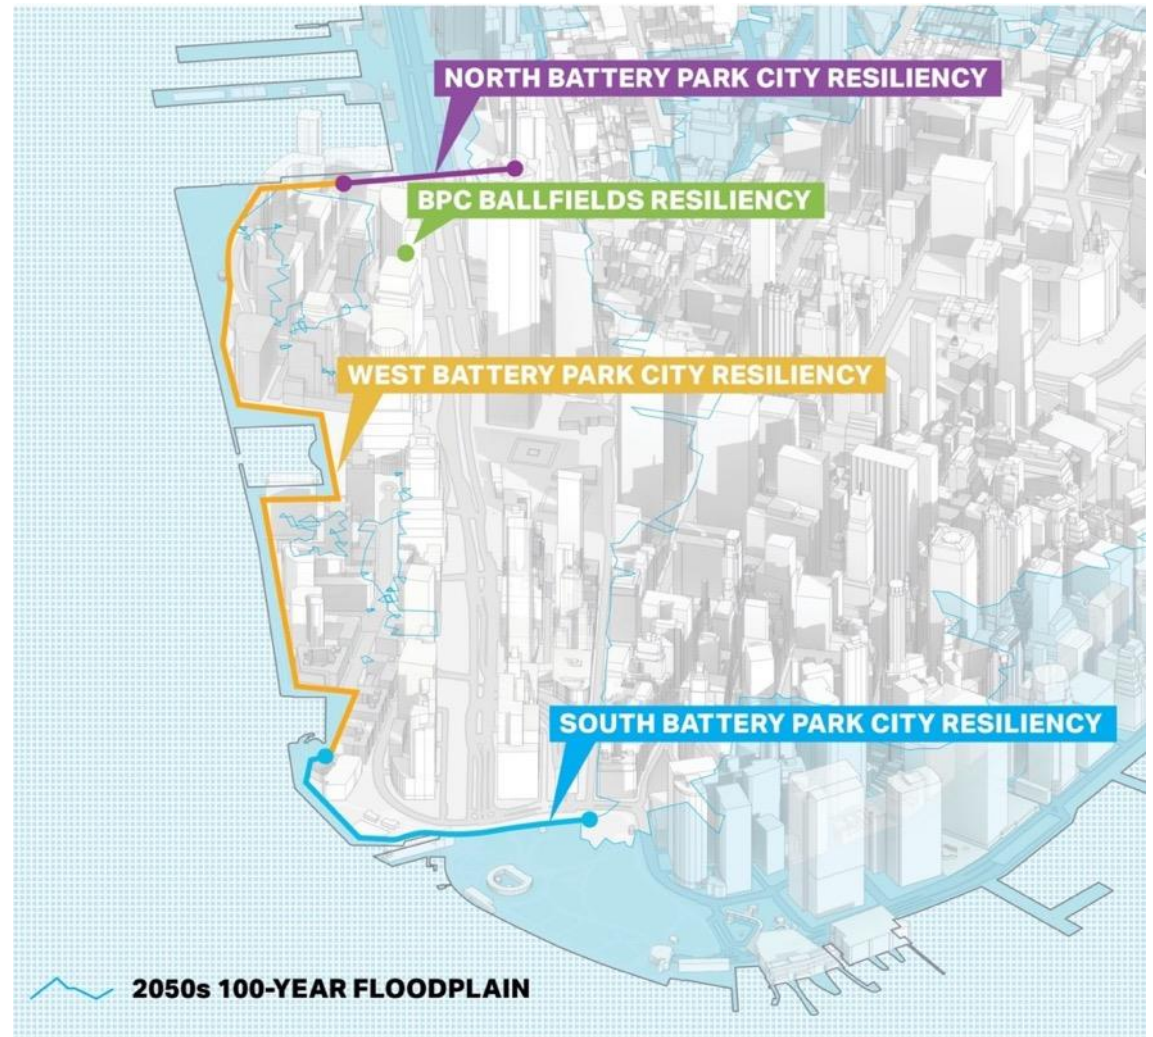 NORTH BATTERY PARK CITY RESILIENCY
BPC BALLFIELDS RESILIENCY
WEST BATTERY PARK CITY RESILIENCY
SOUTH BATTERY PARK CITY RESILIENCY
2050s 100-YEAR FLOODPLAIN